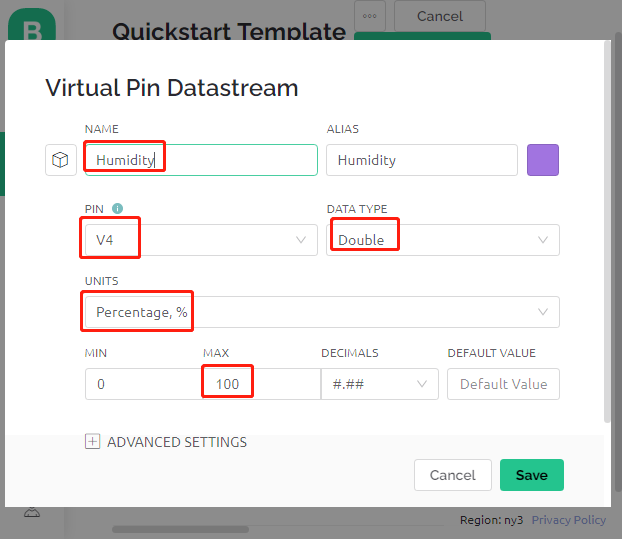 B
Quickstart Template
Cancel
Virtual Pin Datastream
NAME
ALIAS
Humidity
Humidity
PIN
DATA TYPE
V4
Double
UNITS
Percentage, %
MIN
MAX
DECIMALS
DEFAULT VALUE
0
100
#.##
Default Value
ADVANCED SETTINGS
Cancel
Save
Region: ny3
Privacy Policy